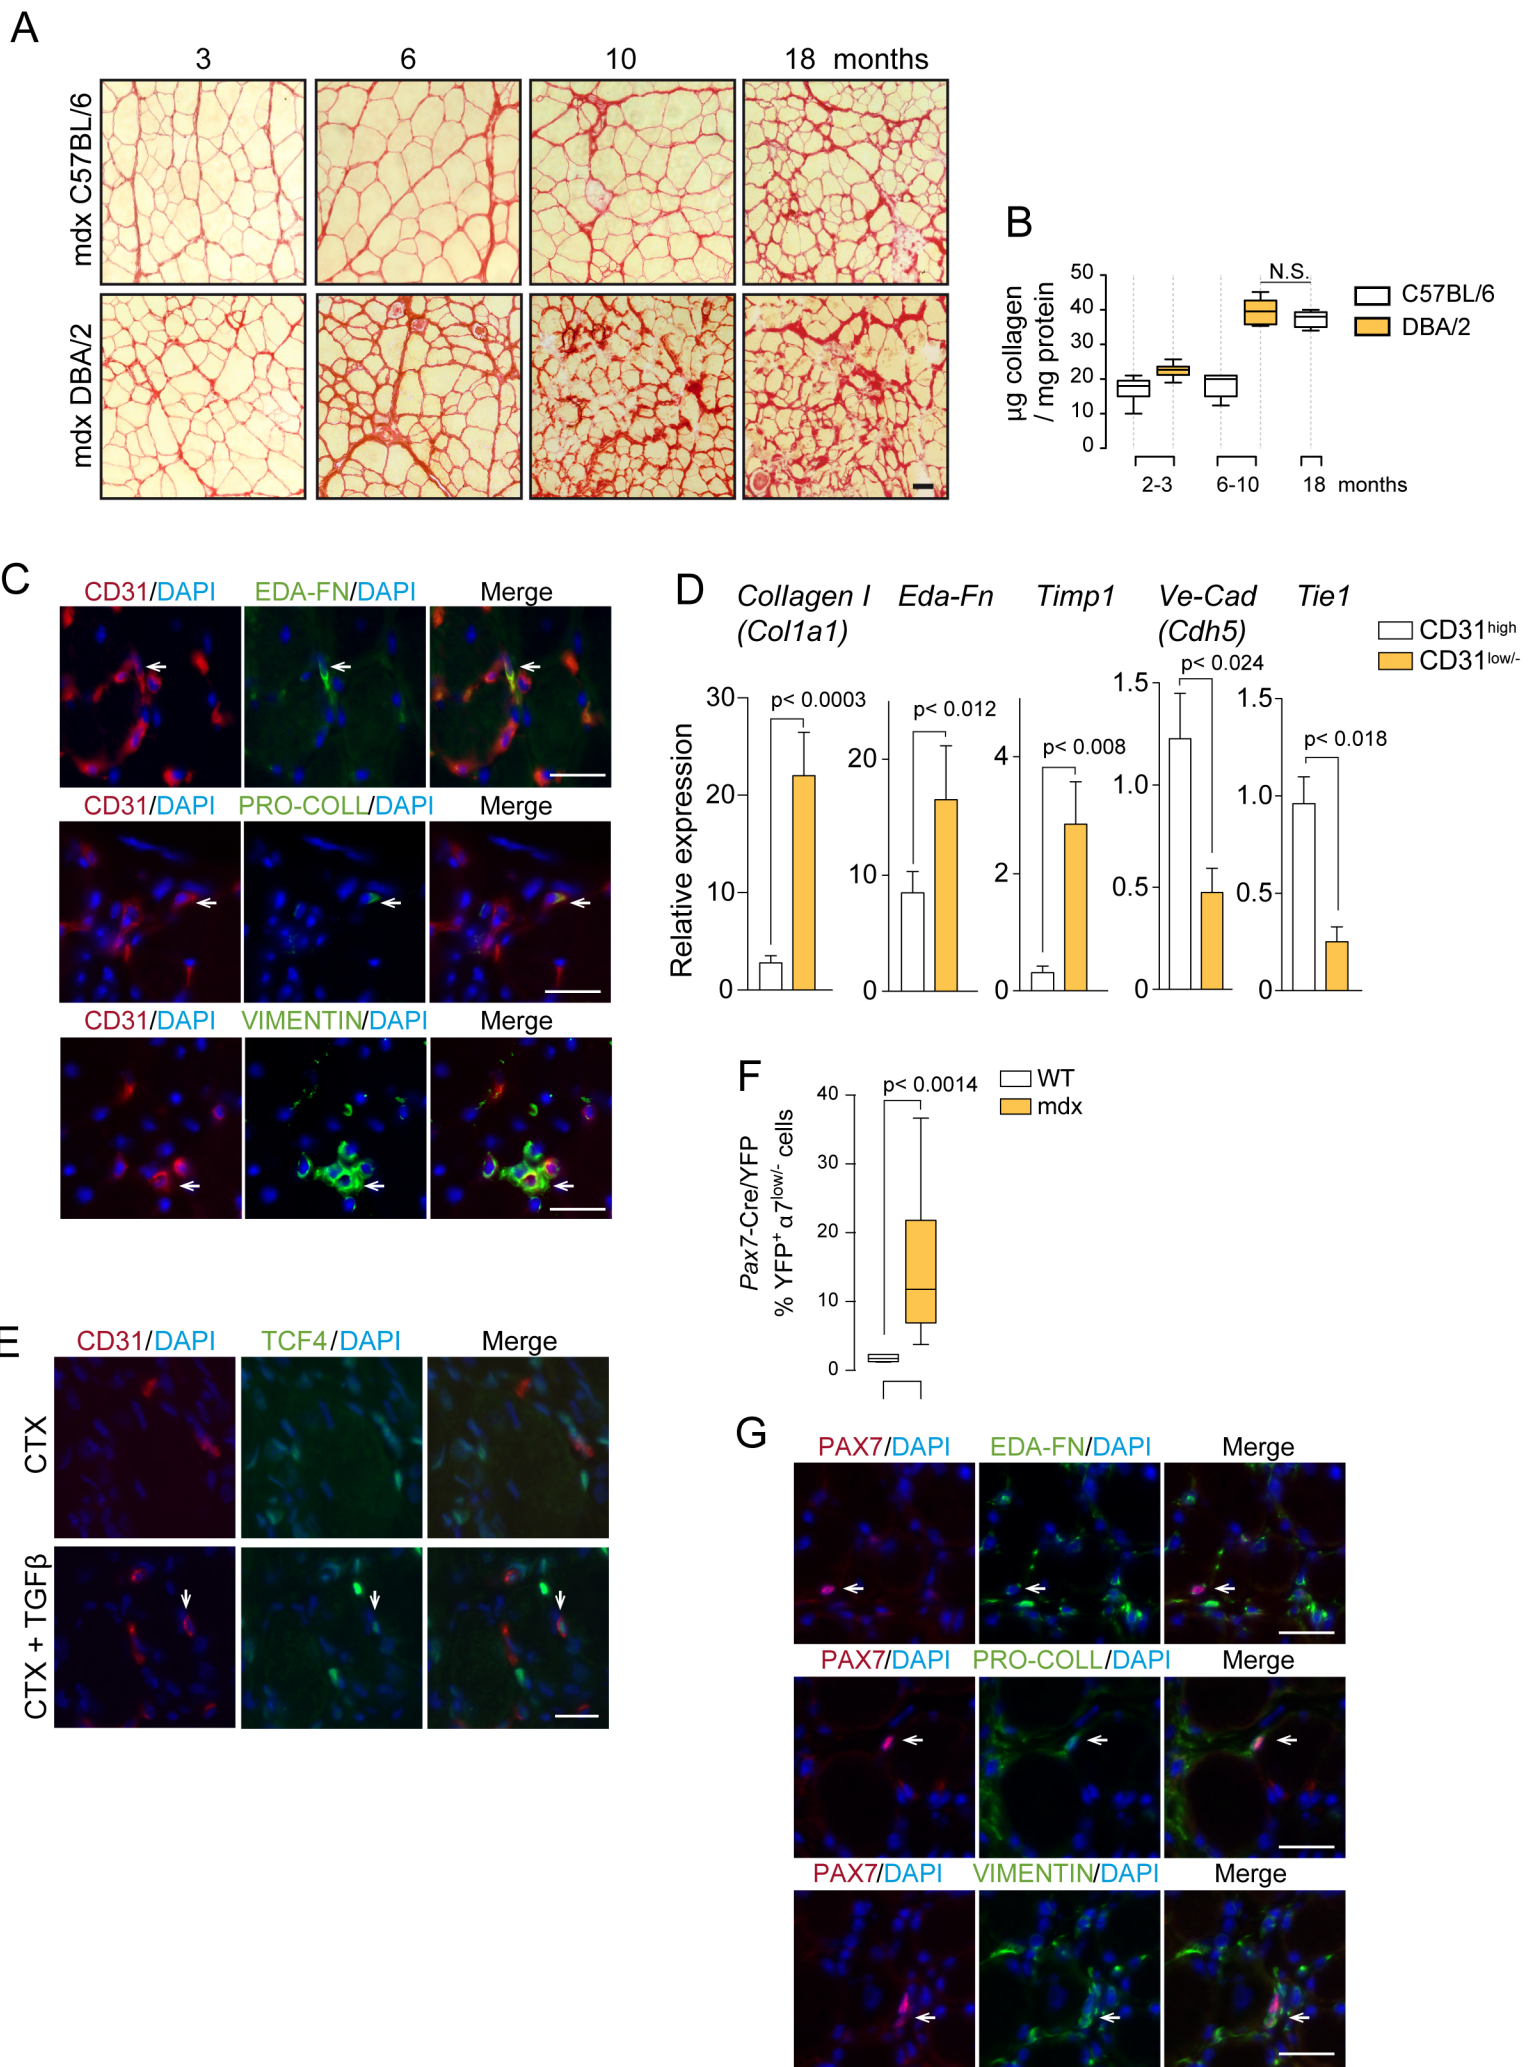 A
3 6 10 18 months
mdx C57BL/6
mdx DBA/2
B
µg collagen
/ mg protein
50
40
30
20
10
0
N.S.
2-3 6-10 18 months
C57BL/6
DBA/2
C
CD31/DAPI EDA-FN/DAPI Merge
CD31/DAPI PRO-COLL/DAPI Merge
CD31/DAPI VIMENTIN/DAPI Merge
D
Collagen I
(Col1a1)
Eda-Fn
Timp1
Ve-Cad
(Cdh5)
Tie1
CD31high
CD31low/-
Relative expression
30
20
10
0
p< 0.0003
20
10
0
p< 0.012
4
2
0
p< 0.008
1.5
1.0
0.5
0
p< 0.024
1.5
1.0
0.5
0
p< 0.018
E
CD31/DAPI TCF4/DAPI Merge
CTX
CTX + TGFβ
F
Pax7-Cre/YFP
% YFP+ α7low/- cells
40
30
20
10
0
p< 0.0014
WT
mdx
G
PAX7/DAPI EDA-FN/DAPI Merge
PAX7/DAPI PRO-COLL/DAPI Merge
PAX7/DAPI VIMENTIN/DAPI Merge